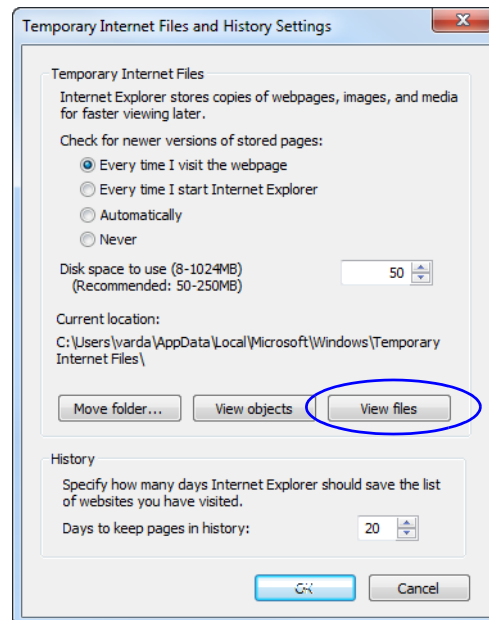 Temporary Internet Files and History Settings
Temporary Internet Files
Internet Explorer stores copies of webpages, images, and media
for faster viewing later.
Check for newer versions of stored pages:
Every time I visit the webpage
Every time I start Internet Explorer
Automatically
Never
Disk space to use (8-1024MB) 50
(Recommended: 50-250MB)
Current location:
C:\Users\varda\AppData\Local\Microsoft\Windows\Temporary
Internet Files\
Move folder... View objects View files
History
Specify how many days Internet Explorer should save the list
of websites you have visited.
Days to keep pages in history: 20
OK Cancel